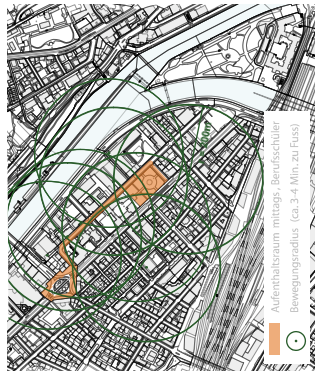 Aufenthaltsraum mittags, Berufsschüler
Bewegungsradius (ca. 3-4 Min. zu Fuss)